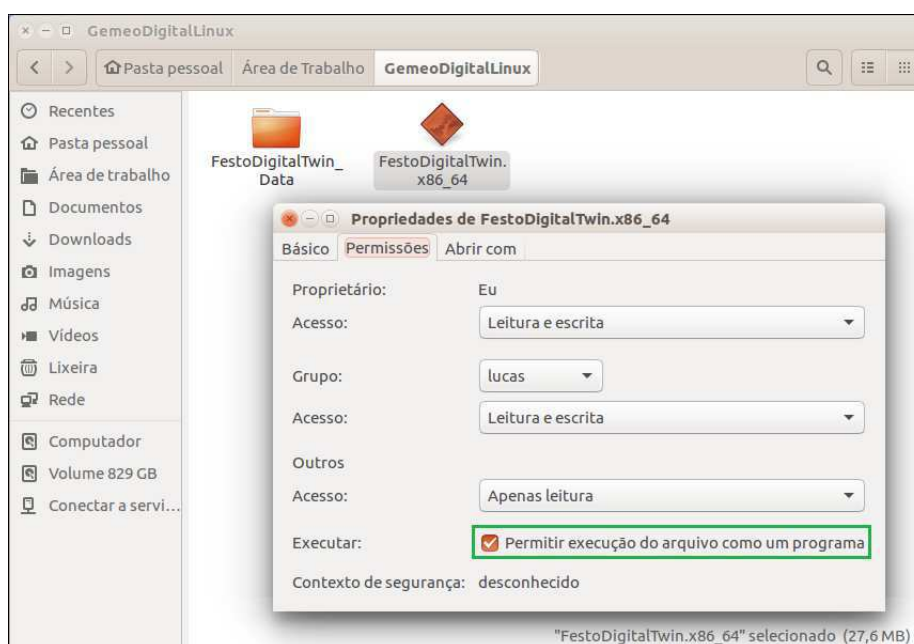 GemeoDigitalLinux
Pasta pessoal Área de Trabalho GemeoDigitalLinux
Recentes
Pasta pessoal
Área de trabalho
Documentos
Downloads
Imagens
Música
Vídeos
Lixeira
Rede
Computador
Volume 829 GB
Conectar a servi...
FestoDigitalTwin_
Data
FestoDigitalTwin.
x86_64
Propriedades de FestoDigitalTwin.x86_64
Básico Permissões Abrir com
Proprietário: Eu
Acesso: Leitura e escrita
Grupo: lucas
Acesso: Leitura e escrita
Outros
Acesso: Apenas leitura
Executar: Permitir execução do arquivo como um programa
Contexto de segurança: desconhecido
"FestoDigitalTwin.x86_64" selecionado (27,6 MB)